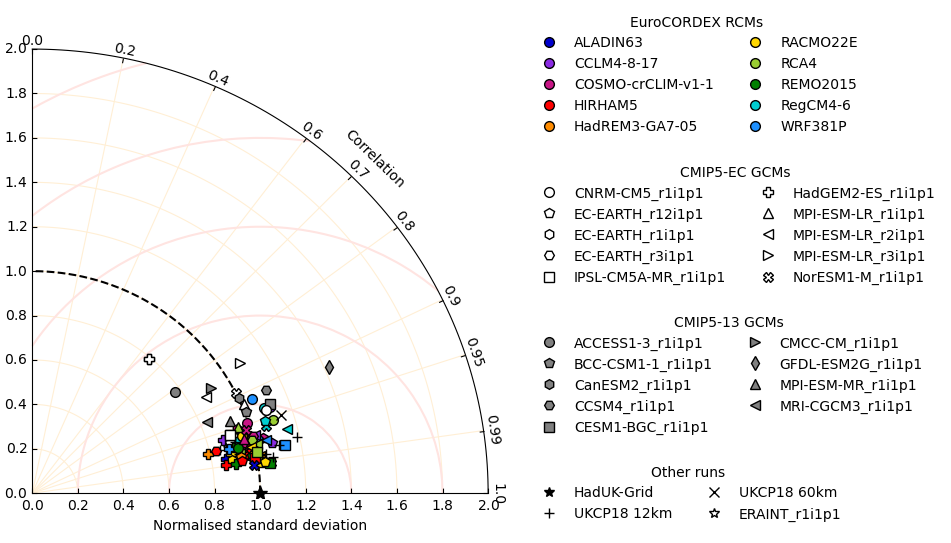 EuroCORDEX RCMs
ALADIN63
CCLM4-8-17
COSMO-crCLIM-v1-1
HIRHAM5
HadREM3-GA7-05
RACMO22E
RCA4
REMO2015
RegCM4-6
WRF381P
CMIP5-EC GCMs
CNRM-CM5_r1i1p1
EC-EARTH_r12i1p1
EC-EARTH_r1i1p1
EC-EARTH_r3i1p1
IPSL-CM5A-MR_r1i1p1
HadGEM2-ES_r1i1p1
MPI-ESM-LR_r1i1p1
MPI-ESM-LR_r2i1p1
MPI-ESM-LR_r3i1p1
NorESM1-M_r1i1p1
CMIP5-13 GCMs
ACCESS1-3_r1i1p1
BCC-CSM1-1_r1i1p1
CanESM2_r1i1p1
CCSM4_r1i1p1
CESM1-BGC_r1i1p1
CMCC-CM_r1i1p1
GFDL-ESM2G_r1i1p1
MPI-ESM-MR_r1i1p1
MRI-CGCM3_r1i1p1
Other runs
HadUK-Grid
UKCP18 12km
UKCP18 60km
ERAINT_r1i1p1
0.0
0.2
0.4
0.6
Correlation
0.7
0.8
0.9
0.95
0.99
1.0
2.0
1.8
1.6
1.4
1.2
1.0
0.8
0.6
0.4
0.2
0.0
0.0 0.2 0.4 0.6 0.8 1.0 1.2 1.4 1.6 1.8 2.0
Normalised standard deviation